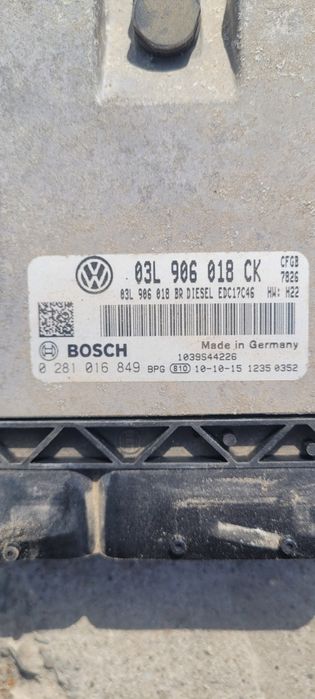 03L 906 018 CK
CFGB
7826
03L 906 018 BR DIESEL EDC17C46 HW: H22
BOSCH
Made in Germany
1039S44226
0 281 016 849 BPG 810 10-10-15 1235 0352